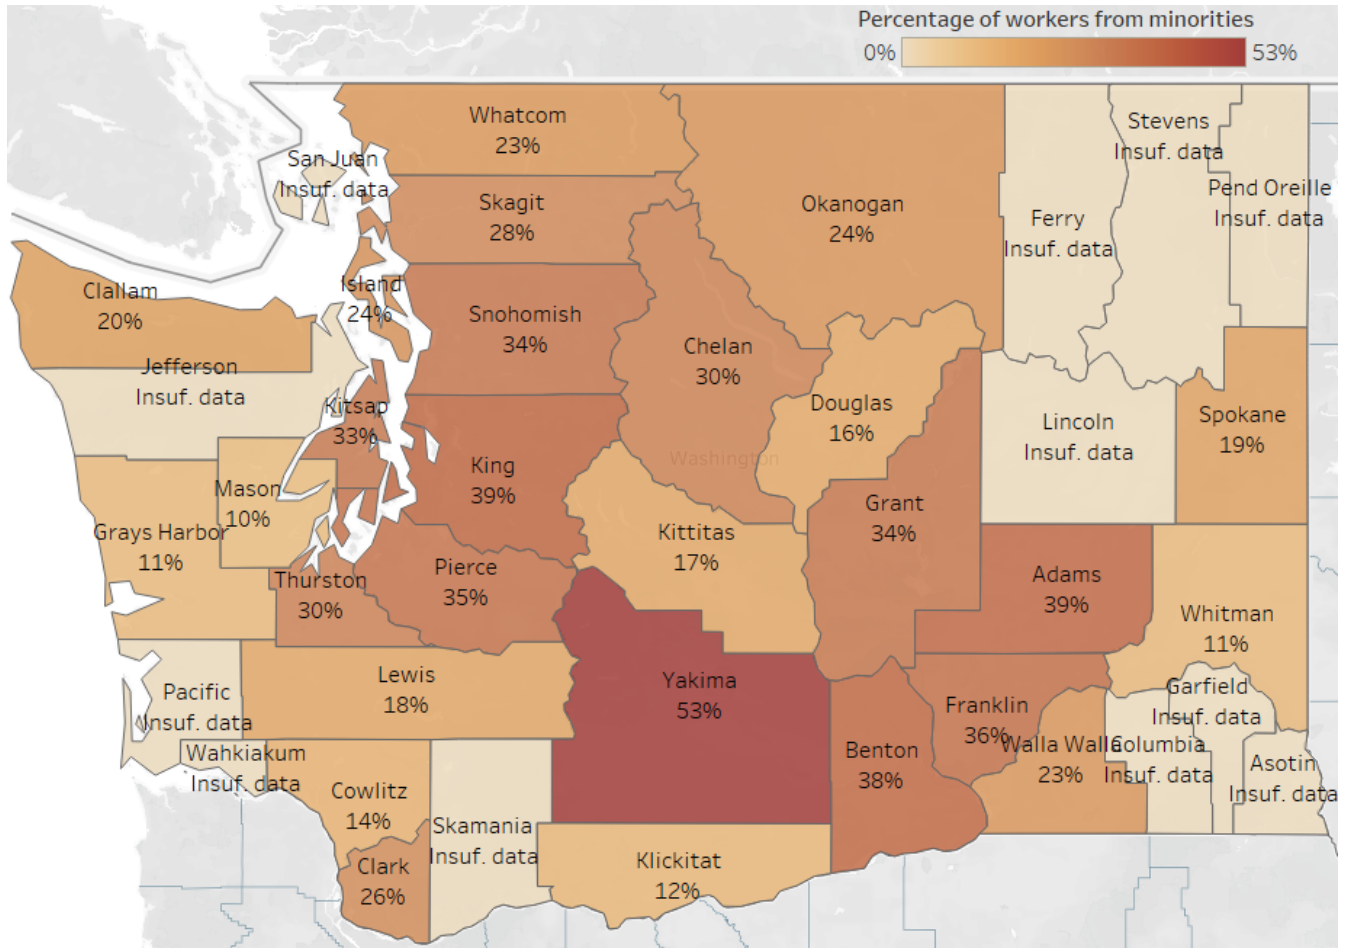 Percentage of workers from minorities
0%
53%
Whatcom
23%
Stevens
Insuf. data
San Juan
Insuf. data
Skagit
28%
Okanogan
24%
Pend Oreille
Insuf. data
Ferry
Insuf. data
Clallam
20%
Island
24%
Snohomish
34%
Chelan
30%
Jefferson
Insuf. data
Kitsap
33%
Douglas
16%
Lincoln
Insuf. data
Spokane
19%
Washington
King
39%
Mason
10%
Grant
34%
Grays Harbor
11%
Kittitas
17%
Thurston
30%
Pierce
35%
Adams
39%
Whitman
11%
Lewis
18%
Yakima
53%
Pacific
Insuf. data
Garfield
Insuf. data
Franklin
36%
Wahkiakum
Insuf. data
Benton
38%
Walla Walla
23%
Columbia
Insuf. data
Asotin
Insuf. data
Cowlitz
14%
Skamania
Insuf. data
Clark
26%
Klickitat
12%